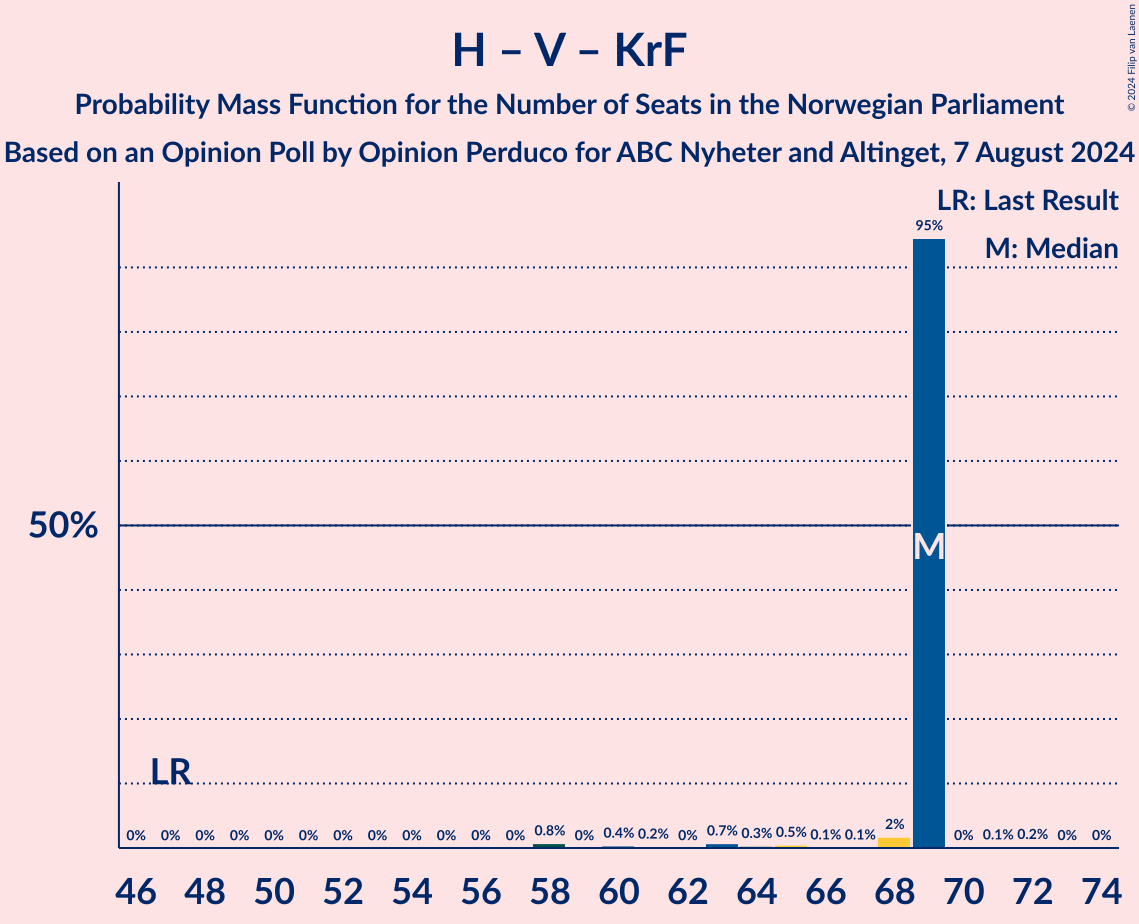 H – V – KrF
Probability Mass Function for the Number of Seats in the Norwegian Parliament
Based on an Opinion Poll by Opinion Perduco for ABC Nyheter and Altinget, 7 August 2024
© 2024 Filip van Laenen
LR: Last Result
M: Median
95%
50%
M
LR
0% 0% 0% 0% 0% 0% 0% 0% 0% 0% 0% 0% 0.8% 0% 0.4% 0.2% 0% 0.7% 0.3% 0.5% 0.1% 0.1% 2% 0% 0.1% 0.2% 0% 0%
46 48 50 52 54 56 58 60 62 64 66 68 70 72 74